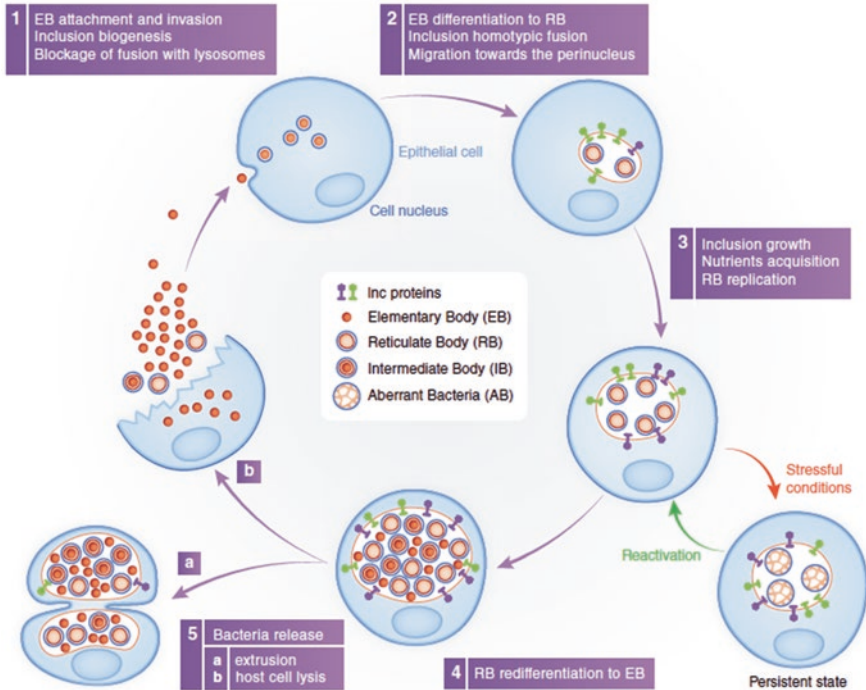 1 EB attachment and invasion
Inclusion biogenesis
Blockage of fusion with lysosomes
2 EB differentiation to RB
Inclusion homotypic fusion
Migration towards the perinucleus
Epithelial cell
Cell nucleus
3 Inclusion growth
Nutrients acquisition
RB replication
Inc proteins
Elementary Body (EB)
Reticulate Body (RB)
Intermediate Body (IB)
Aberrant Bacteria (AB)
Stressful
conditions
Reactivation
Persistent state
4 RB redifferentiation to EB
b
a
5 Bacteria release
a extrusion
b host cell lysis